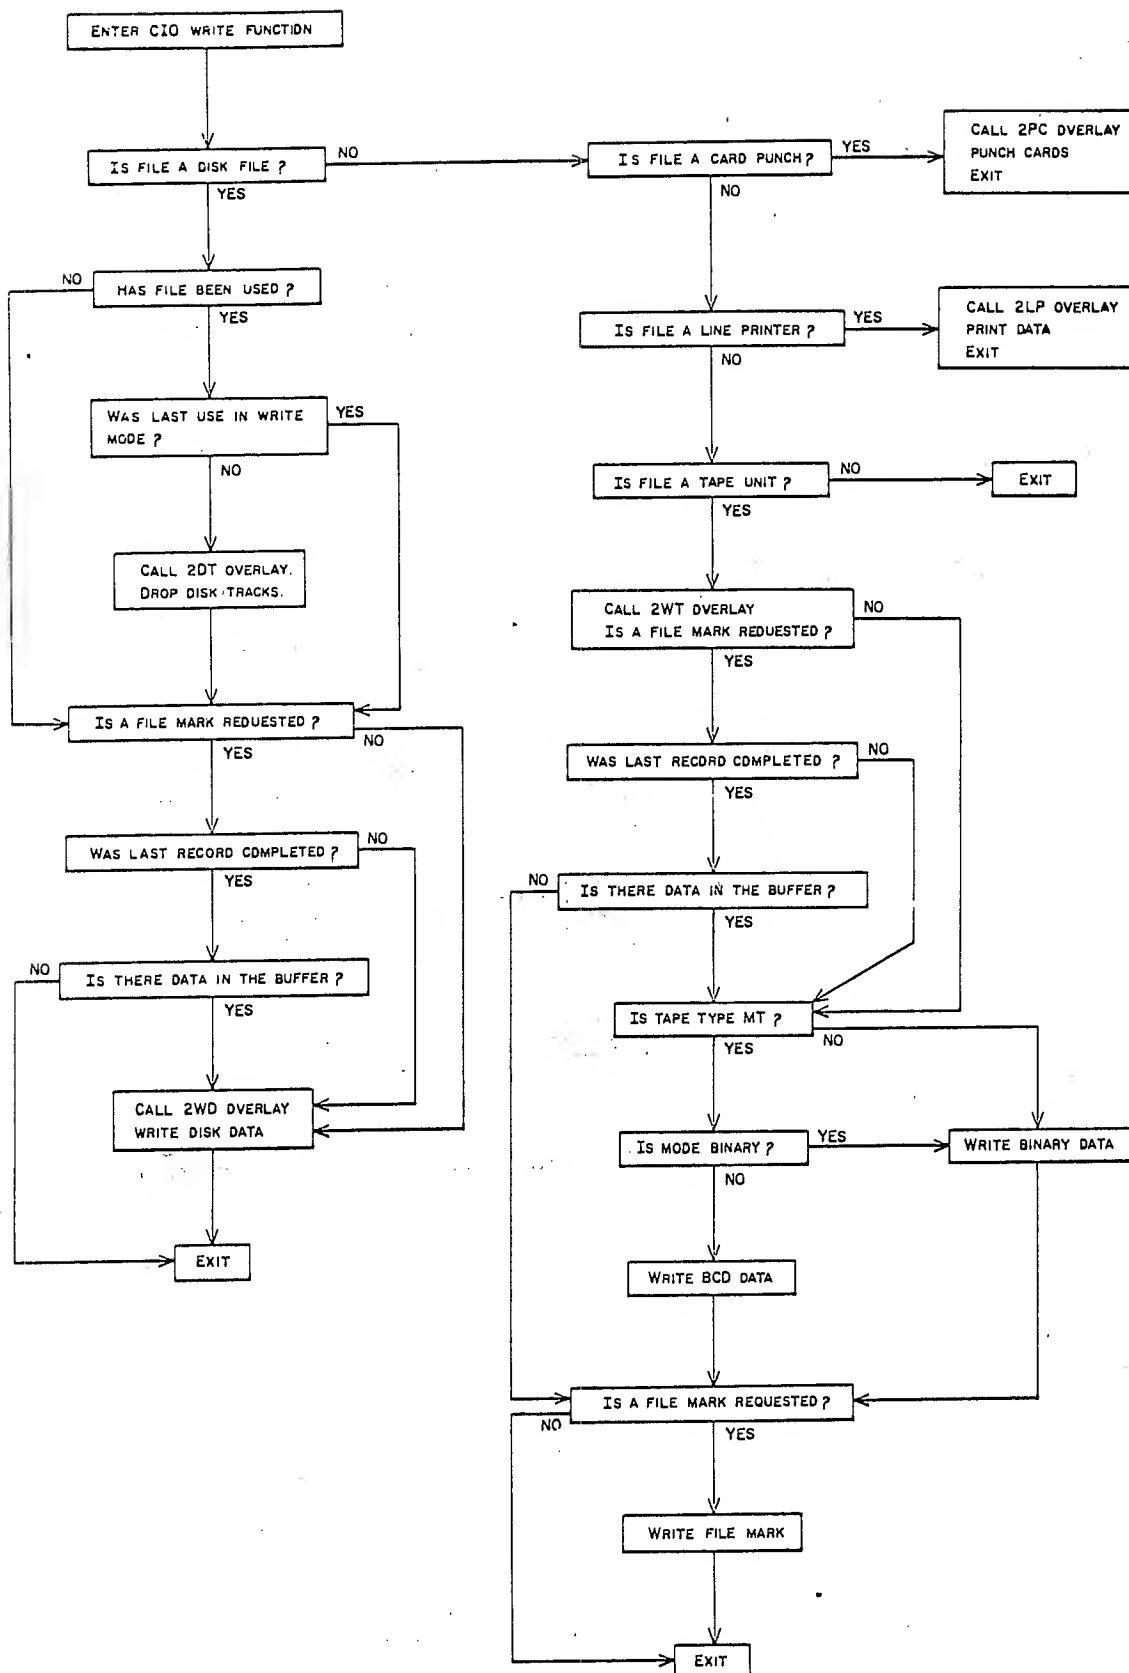 ENTER CIO WRITE FUNCTION
IS FILE A DISK FILE ?
NO
YES
IS FILE A CARD PUNCH ?
YES
NO
CALL 2PC OVERLAY
PUNCH CARDS
EXIT
NO
HAS FILE BEEN USED ?
YES
IS FILE A LINE PRINTER ?
YES
NO
CALL 2LP OVERLAY
PRINT DATA
EXIT
WAS LAST USE IN WRITE
MODE ?
YES
NO
IS FILE A TAPE UNIT ?
NO
YES
EXIT
CALL 2DT OVERLAY.
DROP DISK TRACKS.
CALL 2WT OVERLAY
IS A FILE MARK REQUESTED ?
NO
YES
IS A FILE MARK REQUESTED ?
YES
NO
WAS LAST RECORD COMPLETED ?
NO
YES
WAS LAST RECORD COMPLETED ?
NO
YES
NO
IS THERE DATA IN THE BUFFER ?
YES
NO
IS THERE DATA IN THE BUFFER ?
YES
IS TAPE TYPE MT ?
YES
NO
CALL 2WD OVERLAY
WRITE DISK DATA
IS MODE BINARY ?
YES
NO
WRITE BINARY DATA
EXIT
WRITE BCD DATA
IS A FILE MARK REQUESTED ?
NO
YES
WRITE FILE MARK
EXIT